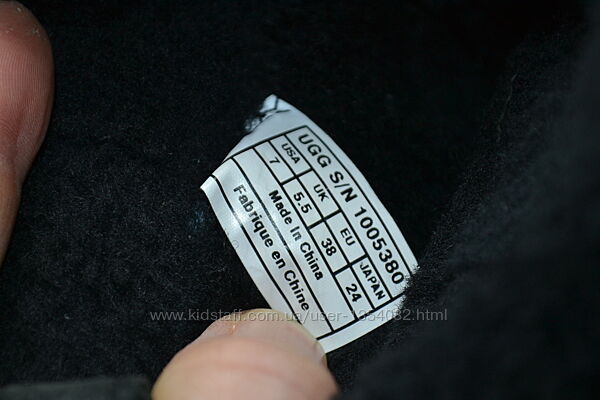 UGG S/N 1005380
USA UK EU JAPAN
7 5.5 38 24
Made In China
Fabrique en Chine
www.kidstaff.com.ua/user-1354082.html